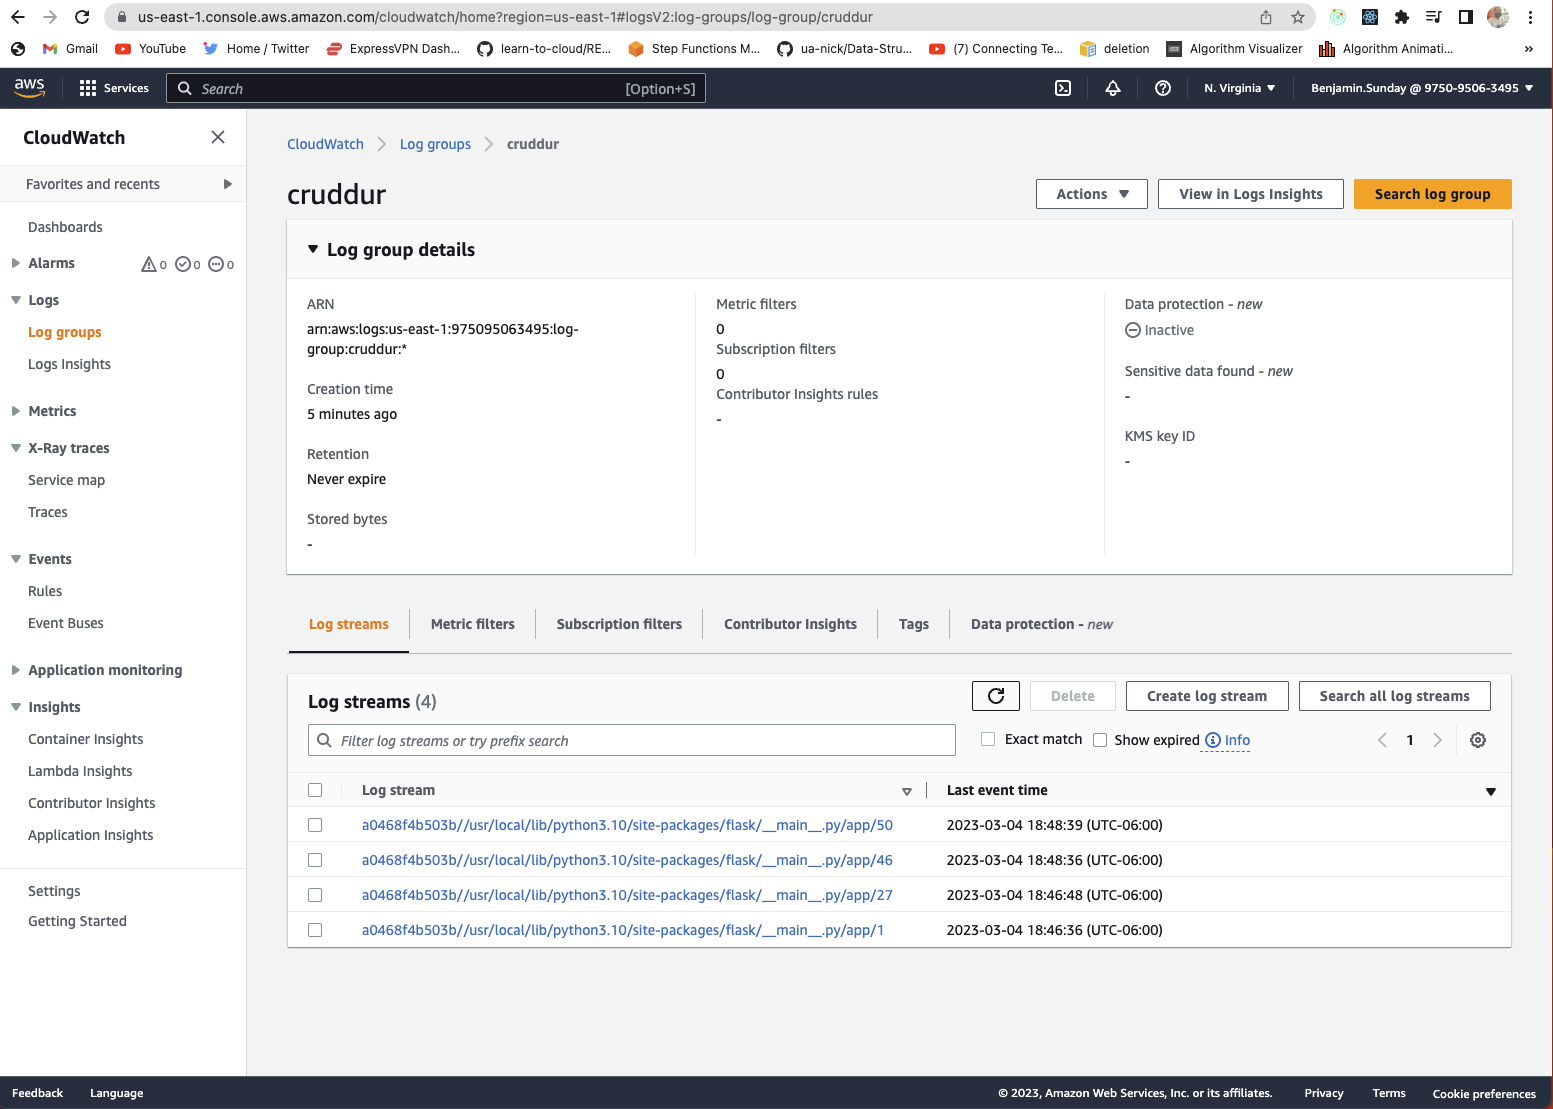 us-east-1.console.aws.amazon.com/cloudwatch/home?region=us-east-1#logsV2:log-groups/log-group/cruddur
Gmail YouTube Home / Twitter ExpressVPN Dash... learn-to-cloud/RE... Step Functions M... ua-nick/Data-Stru... (7) Connecting Te... deletion Algorithm Visualizer Algorithm Animati... »
aws Services Search [Option+S] N. Virginia Benjamin.Sunday @ 9750-9506-3495
CloudWatch
Favorites and recents
Dashboards
Alarms 0 0 0
Logs
Log groups
Logs Insights
Metrics
X-Ray traces
Service map
Traces
Events
Rules
Event Buses
Application monitoring
Insights
Container Insights
Lambda Insights
Contributor Insights
Application Insights
Settings
Getting Started
CloudWatch Log groups cruddur
cruddur
Actions View in Logs Insights Search log group
Log group details
ARN
arn:aws:logs:us-east-1:975095063495:log-
group:cruddur:*
Creation time
5 minutes ago
Retention
Never expire
Stored bytes
-
Metric filters
0
Subscription filters
0
Contributor Insights rules
-
Data protection - new
Inactive
Sensitive data found - new
-
KMS key ID
-
Log streams Metric filters Subscription filters Contributor Insights Tags Data protection - new
Log streams (4)
Delete Create log stream Search all log streams
Filter log streams or try prefix search Exact match Show expired Info 1
Log stream Last event time
a0468f4b503b//usr/local/lib/python3.10/site-packages/flask/__main__.py/app/50 2023-03-04 18:48:39 (UTC-06:00)
a0468f4b503b//usr/local/lib/python3.10/site-packages/flask/__main__.py/app/46 2023-03-04 18:48:36 (UTC-06:00)
a0468f4b503b//usr/local/lib/python3.10/site-packages/flask/__main__.py/app/27 2023-03-04 18:46:48 (UTC-06:00)
a0468f4b503b//usr/local/lib/python3.10/site-packages/flask/__main__.py/app/1 2023-03-04 18:46:36 (UTC-06:00)
Feedback Language © 2023, Amazon Web Services, Inc. or its affiliates. Privacy Terms Cookie preferences